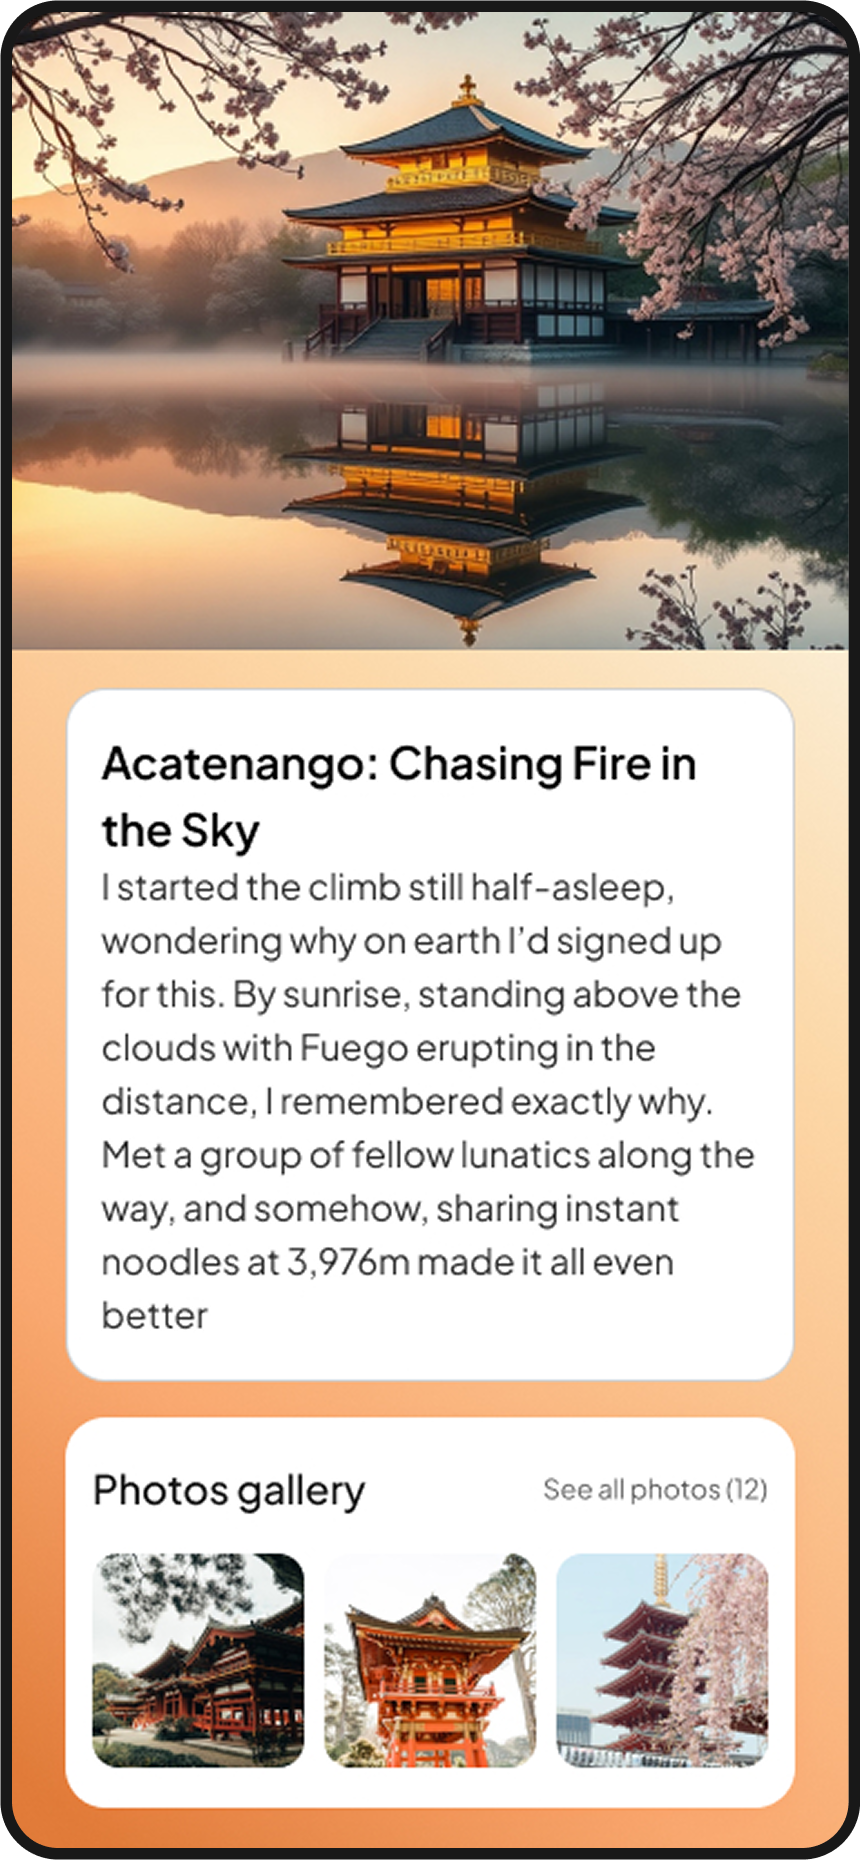 Acatenango: Chasing Fire in
the Sky
I started the climb still half-asleep,
wondering why on earth I’d signed up
for this. By sunrise, standing above the
clouds with Fuego erupting in the
distance, I remembered exactly why.
Met a group of fellow lunatics along the
way, and somehow, sharing instant
noodles at 3,976m made it all even
better
Photos gallery
See all photos (12)